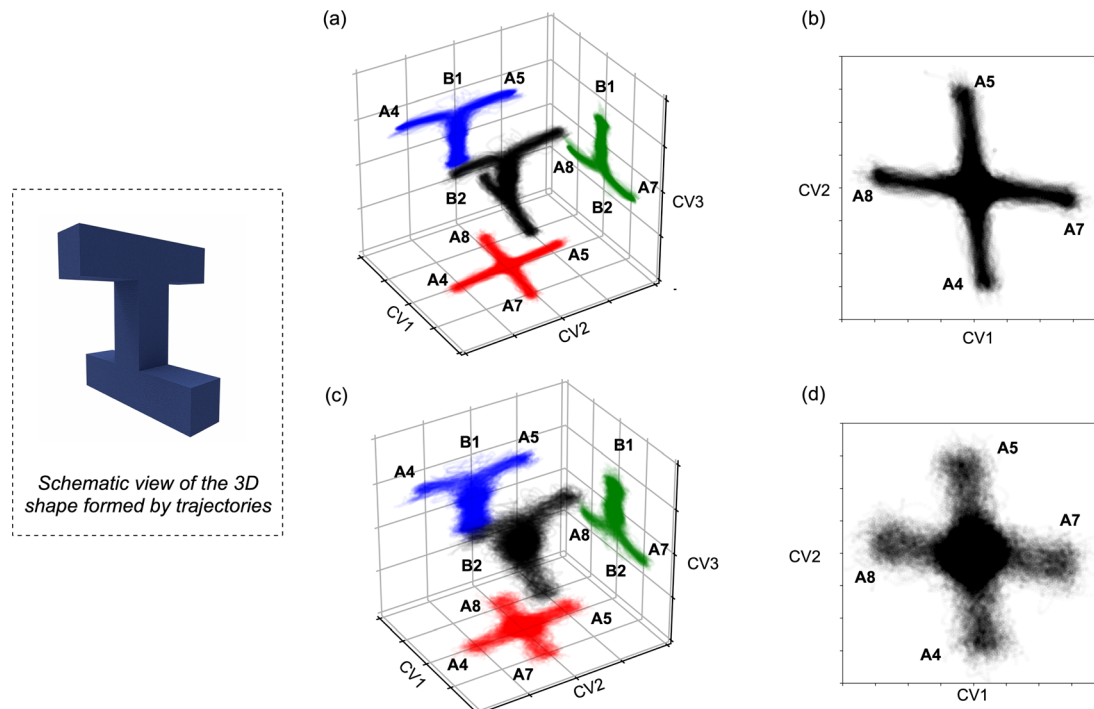 (a)
B1
A5
A4
B1
A8
A7
B2
B2
CV3
A8
A5
A4
A7
CV1
CV2
(b)
A5
CV2
A8
A7
A4
CV1
Schematic view of the 3D
shape formed by trajectories
(c)
B1
A5
A4
B1
A8
A7
B2
B2
CV3
A8
A5
A4
A7
CV1
CV2
(d)
A5
A7
CV2
A8
A4
CV1